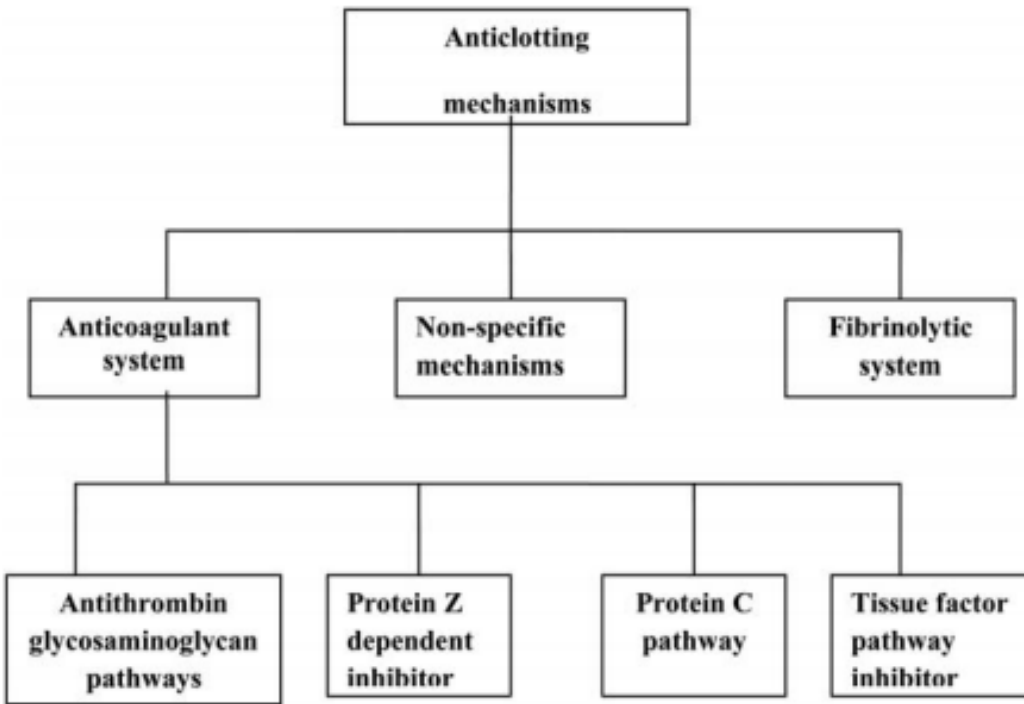 Anticlotting
mechanisms
Anticoagulant
system
Non-specific
mechanisms
Fibrinolytic
system
Antithrombin
glycosaminoglycan
pathways
Protein Z
dependent
inhibitor
Protein C
pathway
Tissue factor
pathway
inhibitor